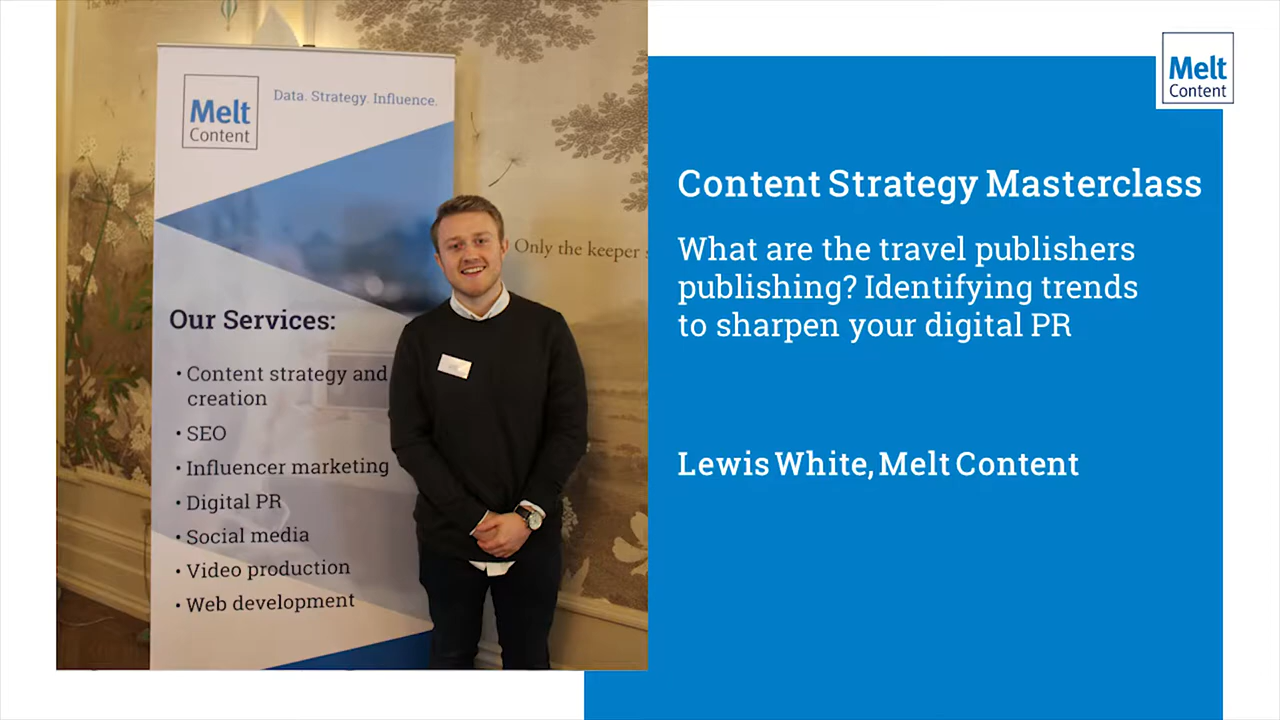 Melt
Content
Data. Strategy. Influence.
Only the keeper
Our Services:
• Content strategy and
creation
• SEO
• Influencer marketing
• Digital PR
• Social media
• Video production
• Web development
Melt
Content
Content Strategy Masterclass
What are the travel publishers
publishing? Identifying trends
to sharpen your digital PR
Lewis White, Melt Content